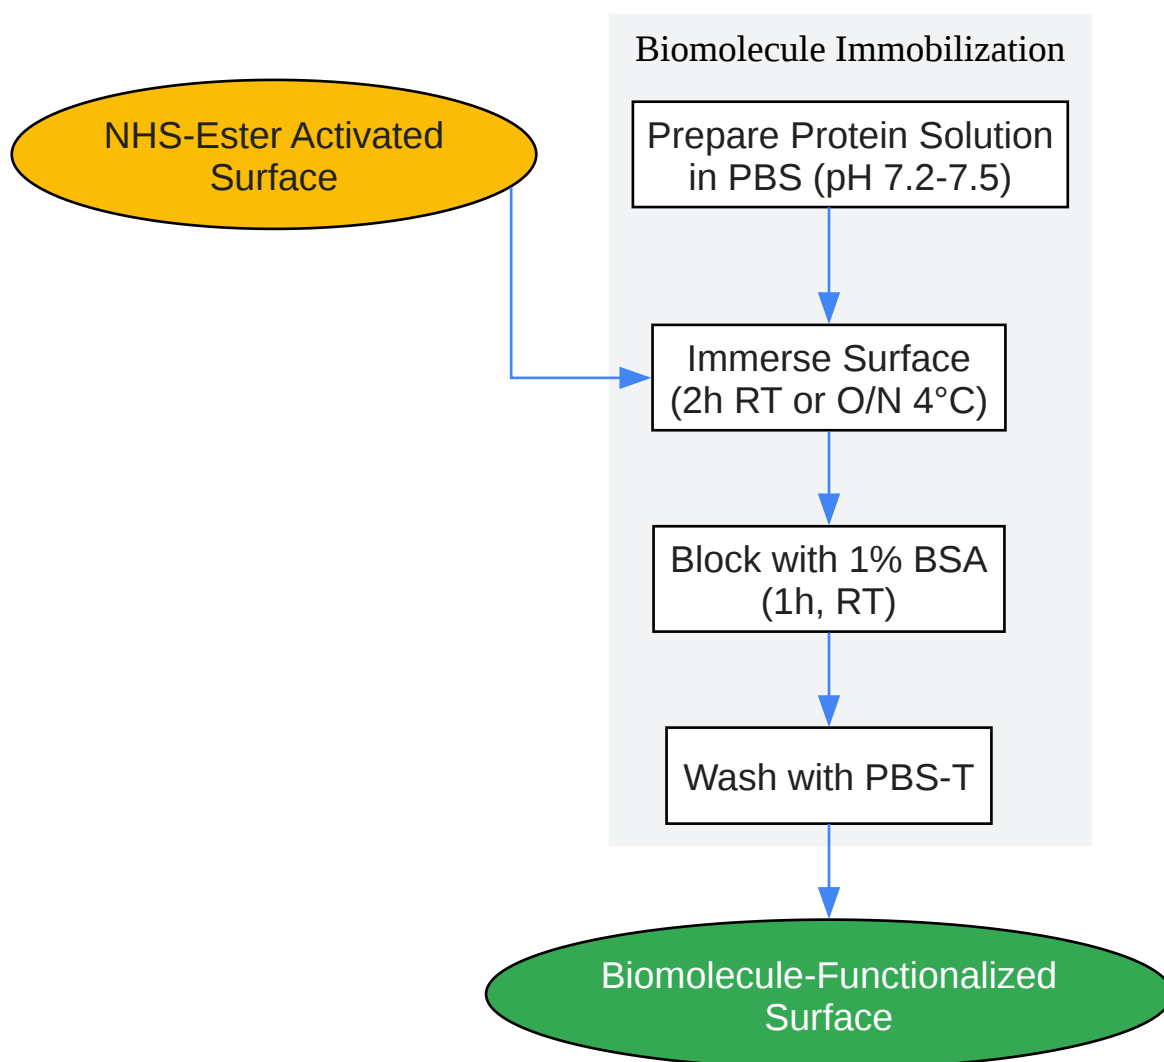 Biomolecule Immobilization
NHS-Ester Activated
Surface
Prepare Protein Solution
in PBS (pH 7.2-7.5)
Immerse Surface
(2h RT or O/N 4°C)
Block with 1% BSA
(1h, RT)
Wash with PBS-T
Biomolecule-Functionalized
Surface